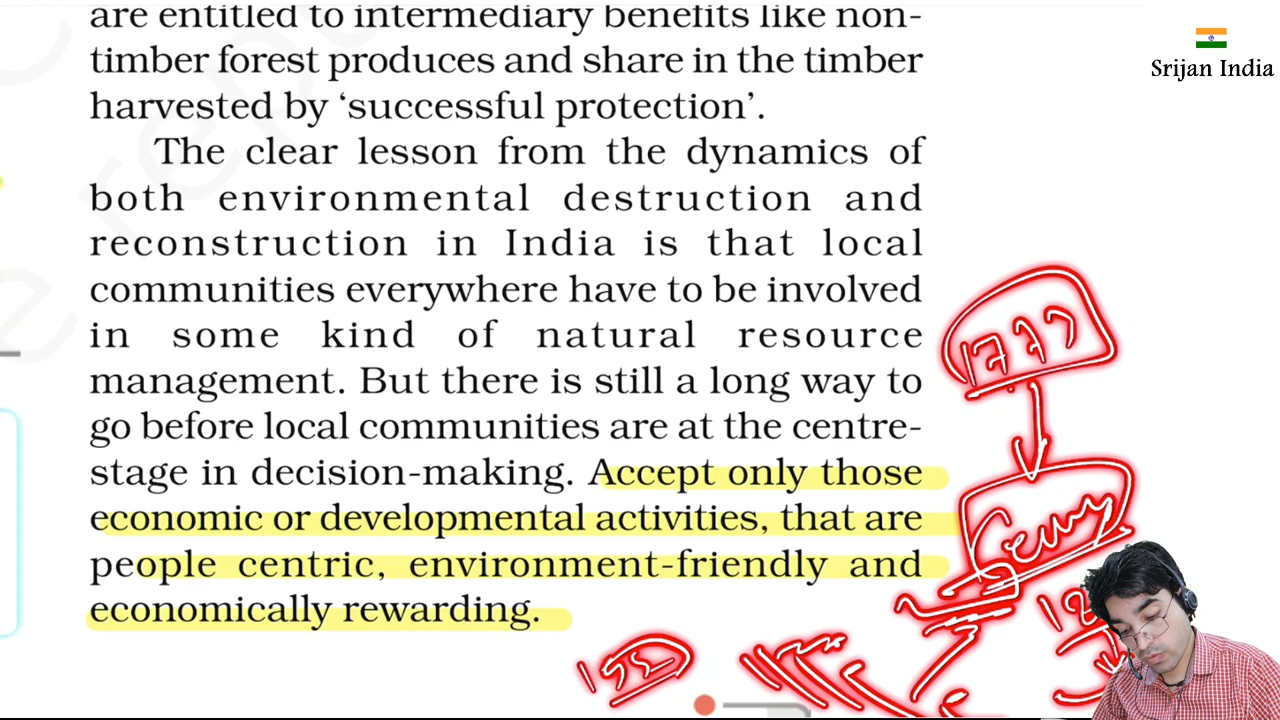 are entitled to intermediary benefits like non-
timber forest produces and share in the timber
harvested by ‘successful protection’.
The clear lesson from the dynamics of
both environmental destruction and
reconstruction in India is that local
communities everywhere have to be involved
in some kind of natural resource
management. But there is still a long way to
go before local communities are at the centre-
stage in decision-making. Accept only those
economic or developmental activities, that are
people centric, environment-friendly and
economically rewarding.
Srijan India